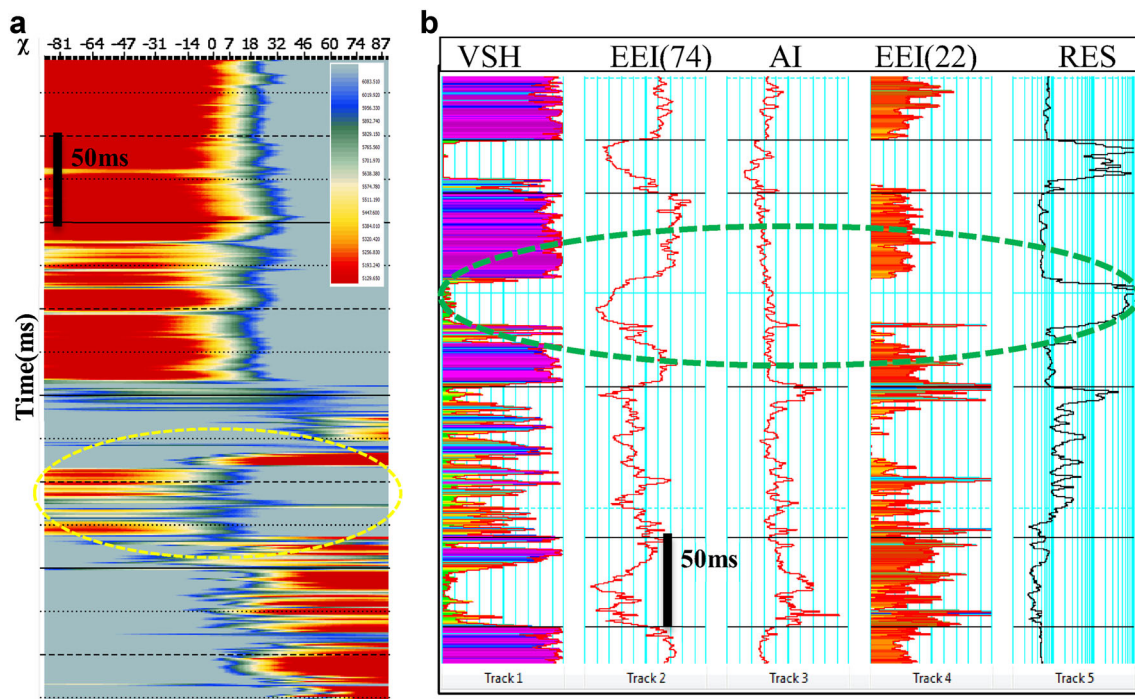 a
χ -81 -64 -47 -31 -14 0 7 18 32 46 60 74 87
50ms
Time(ms)
b
VSH EEI(74) AI EEI(22) RES
50ms
Track 1 Track 2 Track 3 Track 4 Track 5